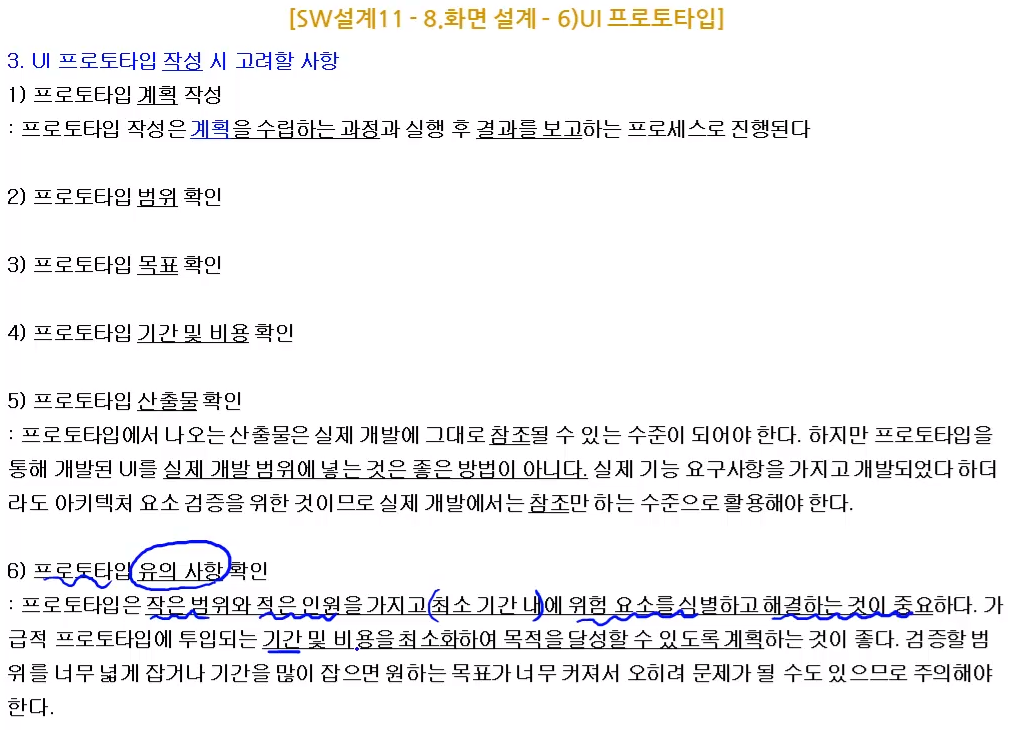 [SW설계11 - 8.화면 설계 - 6)UI 프로토타입]
3. UI 프로토타입 작성 시 고려할 사항
1) 프로토타입 계획 작성
: 프로토타입 작성은 계획을 수립하는 과정과 실행 후 결과를 보고하는 프로세스로 진행된다
2) 프로토타입 범위 확인
3) 프로토타입 목표 확인
4) 프로토타입 기간 및 비용 확인
5) 프로토타입 산출물 확인
: 프로토타입에서 나오는 산출물은 실제 개발에 그대로 참조될 수 있는 수준이 되어야 한다. 하지만 프로토타입을
통해 개발된 UI를 실제 개발 범위에 넣는 것은 좋은 방법이 아니다. 실제 기능 요구사항을 가지고 개발되었다 하더
라도 아키텍처 요소 검증을 위한 것이므로 실제 개발에서는 참조만 하는 수준으로 활용해야 한다.
6) 프로토타입 유의 사항 확인
: 프로토타입은 작은 범위와 적은 인원을 가지고 최소 기간 내에 위험 요소를 식별하고 해결하는 것이 중요하다. 가
급적 프로토타입에 투입되는 기간 및 비용을 최소화하여 목적을 달성할 수 있도록 계획하는 것이 좋다. 검증할 범
위를 너무 넓게 잡거나 기간을 많이 잡으면 원하는 목표가 너무 커져서 오히려 문제가 될 수도 있으므로 주의해야
한다.